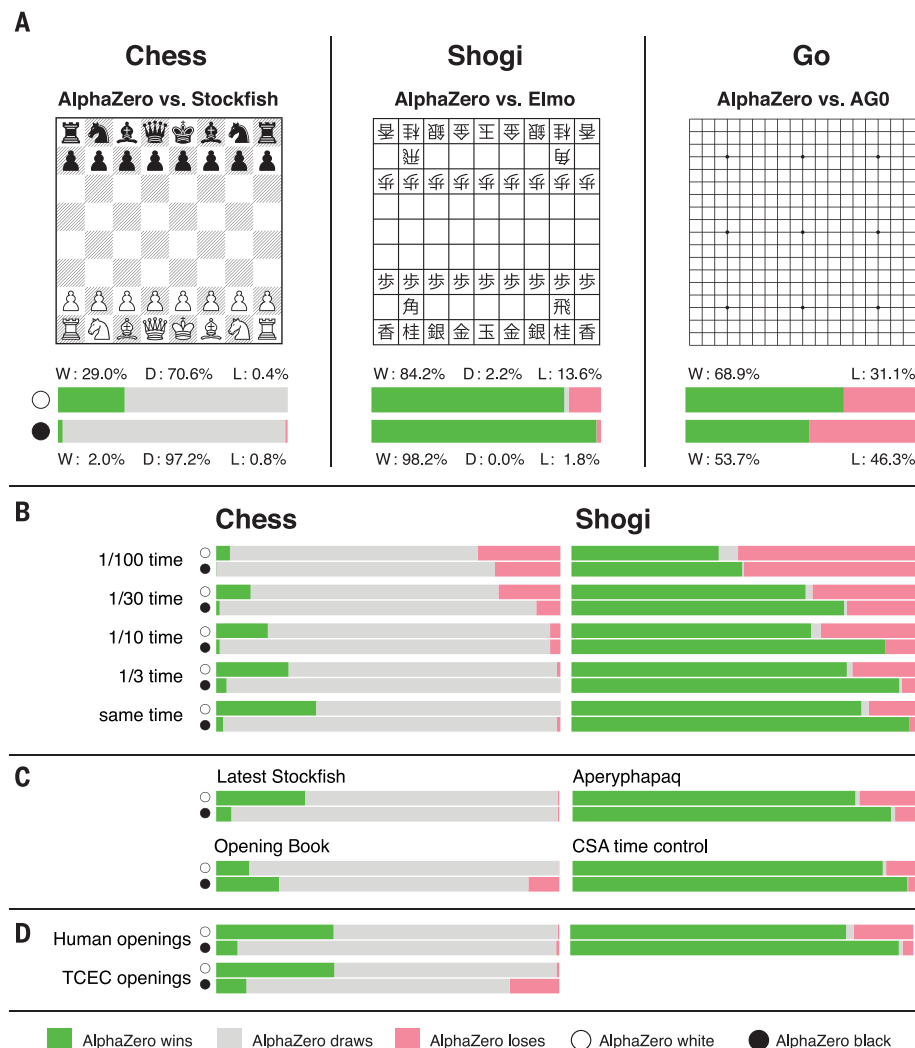 A
Chess
Shogi
Go
AlphaZero vs. Stockfish
AlphaZero vs. Elmo
AlphaZero vs. AG0
香桂銀金玉金銀桂香
飛 角
歩歩歩歩歩歩歩歩歩
歩歩歩歩歩歩歩歩歩
角 飛
香桂銀金玉金銀桂香
W: 29.0% D: 70.6% L: 0.4%
W: 84.2% D: 2.2% L: 13.6%
W: 68.9% L: 31.1%
W: 2.0% D: 97.2% L: 0.8%
W: 98.2% D: 0.0% L: 1.8%
W: 53.7% L: 46.3%
B
Chess
Shogi
1/100 time
1/30 time
1/10 time
1/3 time
same time
C
Latest Stockfish
Aperyphapaq
Opening Book
CSA time control
D
Human openings
TCEC openings
AlphaZero wins
AlphaZero draws
AlphaZero loses
AlphaZero white
AlphaZero black